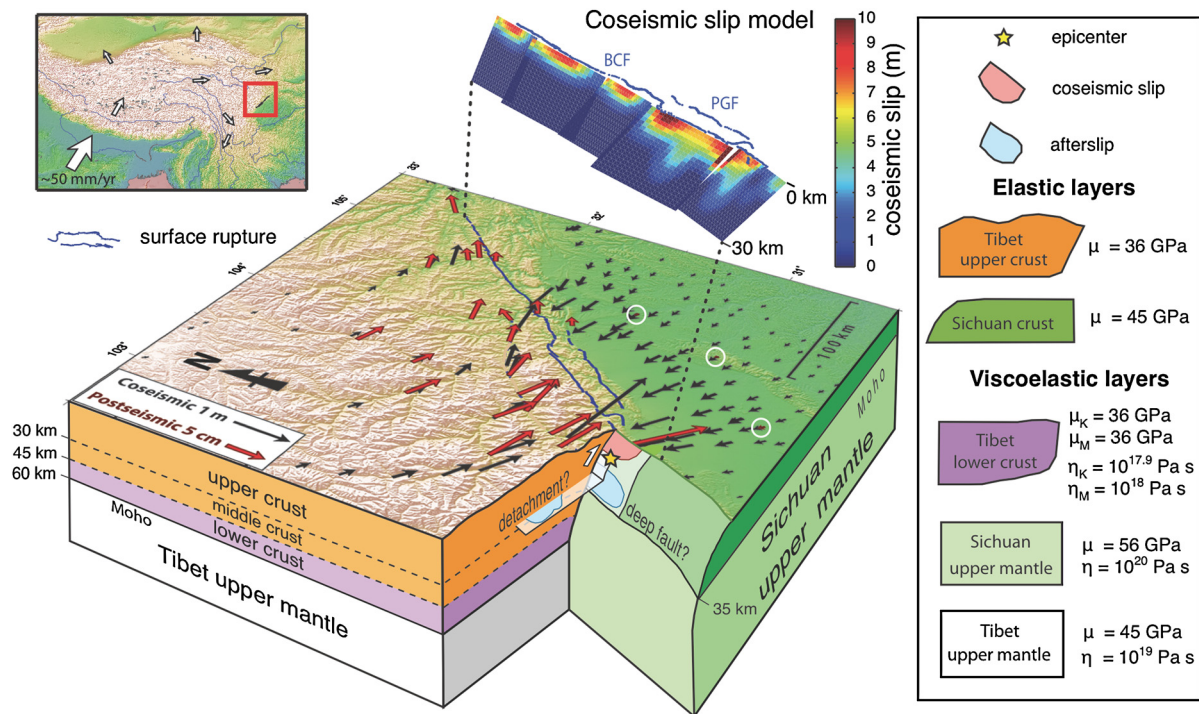 ~50 mm/yr
surface rupture
Coseismic slip model
BCF
PGF
0 km
30 km
coseismic slip (m)
10
9
8
7
6
5
4
3
2
1
0
33°
32°
31°
105°
104°
103°
100 km
N
Coseismic 1 m
Postseismic 5 cm
30 km
45 km
60 km
upper crust
middle crust
lower crust
Moho
Tibet upper mantle
detachment?
deep fault?
Moho
Sichuan
upper mantle
35 km
epicenter
coseismic slip
afterslip
Elastic layers
Tibet
upper crust
μ = 36 GPa
Sichuan crust
μ = 45 GPa
Viscoelastic layers
Tibet
lower crust
μK = 36 GPa
μM = 36 GPa
ηK = 10^17.9 Pa s
ηM = 10^18 Pa s
Sichuan
upper mantle
μ = 56 GPa
η = 10^20 Pa s
Tibet
upper mantle
μ = 45 GPa
η = 10^19 Pa s